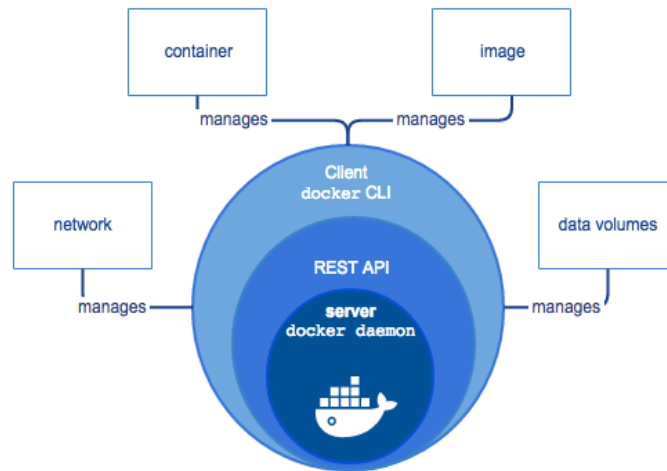 container
image
manages
manages
Client
docker CLI
network
data volumes
REST API
manages
manages
server
docker daemon